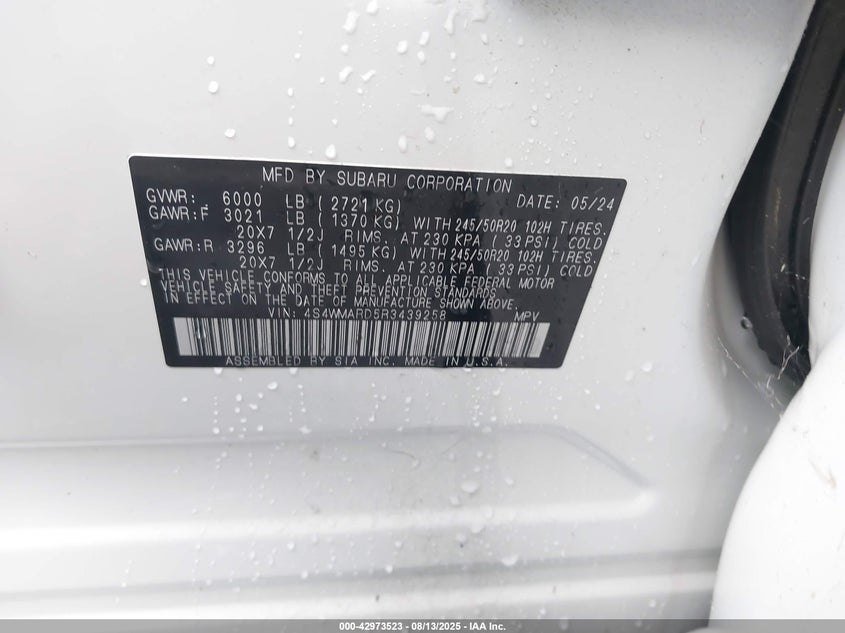 MFD BY SUBARU CORPORATION
GVWR: 6000 LB (2721 KG) DATE: 05/24
GAWR:F 3021 LB (1370 KG) WITH 245/50R20 102H TIRES.
20X7 1/2J RIMS. AT 230 KPA (33 PSI) COLD
GAWR:R 3296 LB (1495 KG) WITH 245/50R20 102H TIRES.
20X7 1/2J RIMS. AT 230 KPA (33 PSI) COLD
THIS VEHICLE CONFORMS TO ALL APPLICABLE FEDERAL MOTOR
VEHICLE SAFETY AND THEFT PREVENTION STANDARDS
IN EFFECT ON THE DATE OF MANUFACTURE SHOWN ABOVE.
VIN: 4S4WMARD5R3439258 MPV
ASSEMBLED BY SIA INC. MADE IN U.S.A.
000-42973523 - 08/13/2025 - IAA Inc.